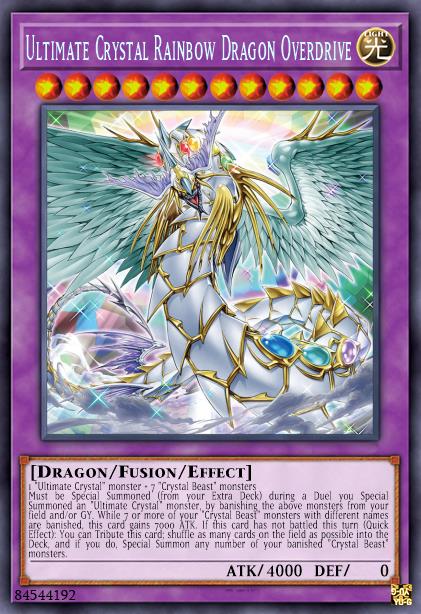 Ultimate Crystal Rainbow Dragon Overdrive
LIGHT
光
[Dragon/Fusion/Effect]
1 "Ultimate Crystal" monster + 7 "Crystal Beast" monsters
Must be Special Summoned (from your Extra Deck) during a Duel you Special
Summoned an "Ultimate Crystal" monster, by banishing the above monsters from your
field and/or GY. While 7 or more of your "Crystal Beast" monsters with different names
are banished, this card gains 7000 ATK. If this card has not battled this turn (Quick
Effect): You can Tribute this card; shuffle as many cards on the field as possible into the
Deck, and if you do, Special Summon any number of your banished "Crystal Beast"
monsters.
ATK/4000 DEF/ 0
84544192